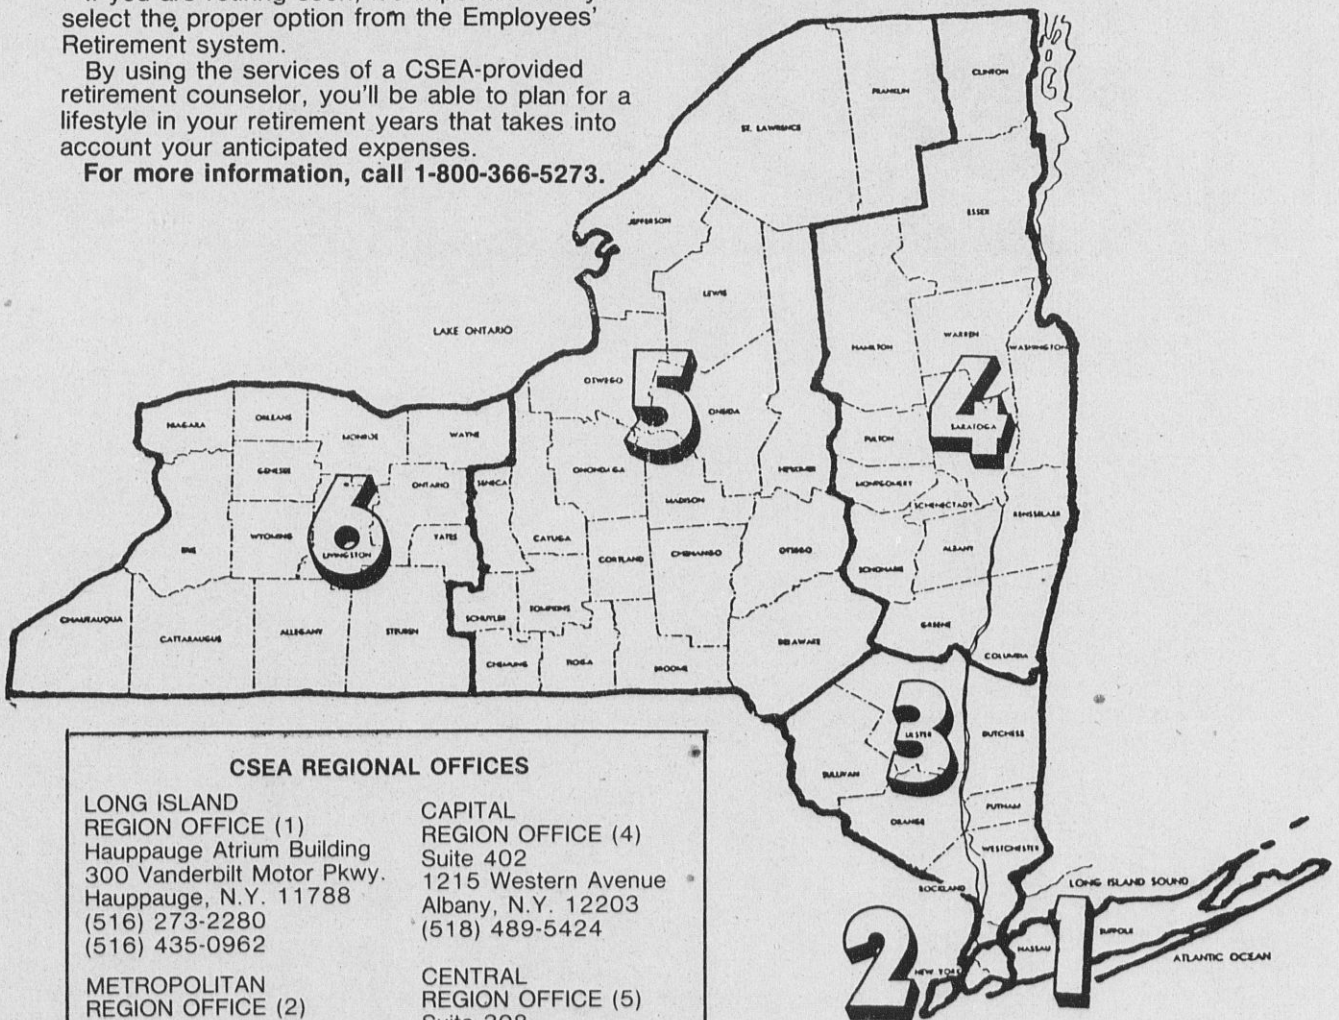 select the proper option from the Employees'
Retirement system.
By using the services of a CSEA-provided
retirement counselor, you'll be able to plan for a
lifestyle in your retirement years that takes into
account your anticipated expenses.
For more information, call 1-800-366-5273.
CLINTON
FRANKLIN
ST. LAWRENCE
ESSEX
JEFFERSON
LEWIS
LAKE ONTARIO
HAMILTON
WARREN
WASHINGTON
5
4
OSWEGO
ONEIDA
SARATOGA
NIAGARA
ORLEANS
MONROE
WAYNE
FULTON
HERKIMER
GENESEE
ONTARIO
SENECA
ONONDAGA
MADISON
MONTGOMERY
SCHENECTADY
RENSSELAER
6
ERIE
WYOMING
LIVINGSTON
YATES
CAYUGA
CORTLAND
CHENANGO
OTSEGO
ALBANY
SCHOHARIE
CHAUTAUQUA
CATTARAUGUS
ALLEGANY
STEUBEN
SCHUYLER
TOMPKINS
GREENE
DELAWARE
COLUMBIA
CHEMUNG
TIOGA
BROOME
3
ULSTER
DUTCHESS
SULLIVAN
PUTNAM
ORANGE
WESTCHESTER
ROCKLAND
LONG ISLAND SOUND
2
1
NASSAU
SUFFOLK
NEW YORK
ATLANTIC OCEAN
CSEA REGIONAL OFFICES
LONG ISLAND
REGION OFFICE (1)
Hauppauge Atrium Building
300 Vanderbilt Motor Pkwy.
Hauppauge, N.Y. 11788
(516) 273-2280
(516) 435-0962
METROPOLITAN
REGION OFFICE (2)
CAPITAL
REGION OFFICE (4)
Suite 402
1215 Western Avenue
Albany, N.Y. 12203
(518) 489-5424
CENTRAL
REGION OFFICE (5)